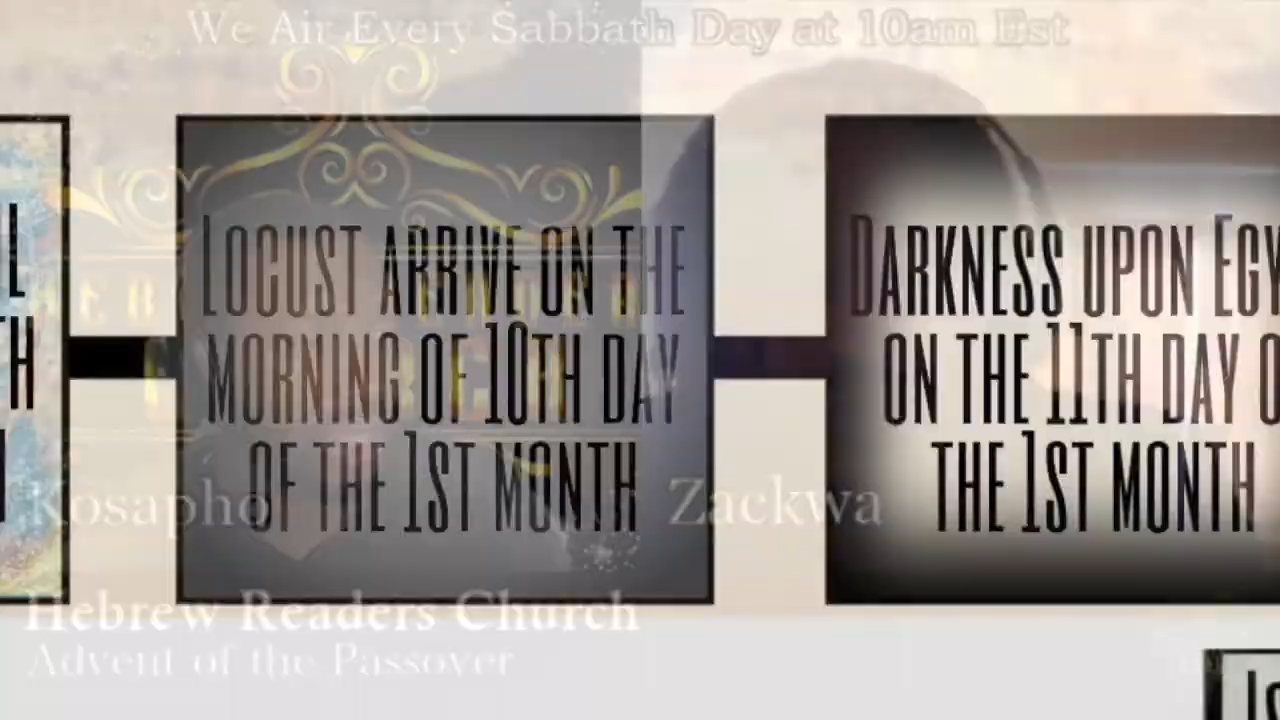 We Air Every Sabbath Day at 10am Est
LOCUST ARRIVE ON THE
MORNING OF 10TH DAY
OF THE 1ST MONTH
DARKNESS UPON EGY
ON THE 11TH DAY O
THE 1ST MONTH
L
TH
Kosapho
Zackwa
Hebrew Readers Church
Advent of the Passover